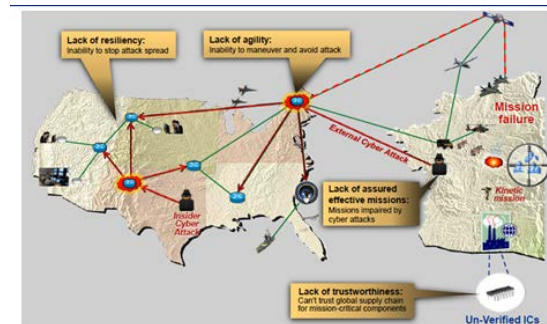 Lack of resiliency:
Inability to stop attack spread
Lack of agility:
Inability to maneuver and avoid attack
Mission
failure
External Cyber Attack
Insider
Cyber
Attack
Lack of assured
effective missions:
Missions impaired by
cyber attacks
Kinetic
mission
Lack of trustworthiness:
Can't trust global supply chain
for mission-critical components
Un-Verified ICs